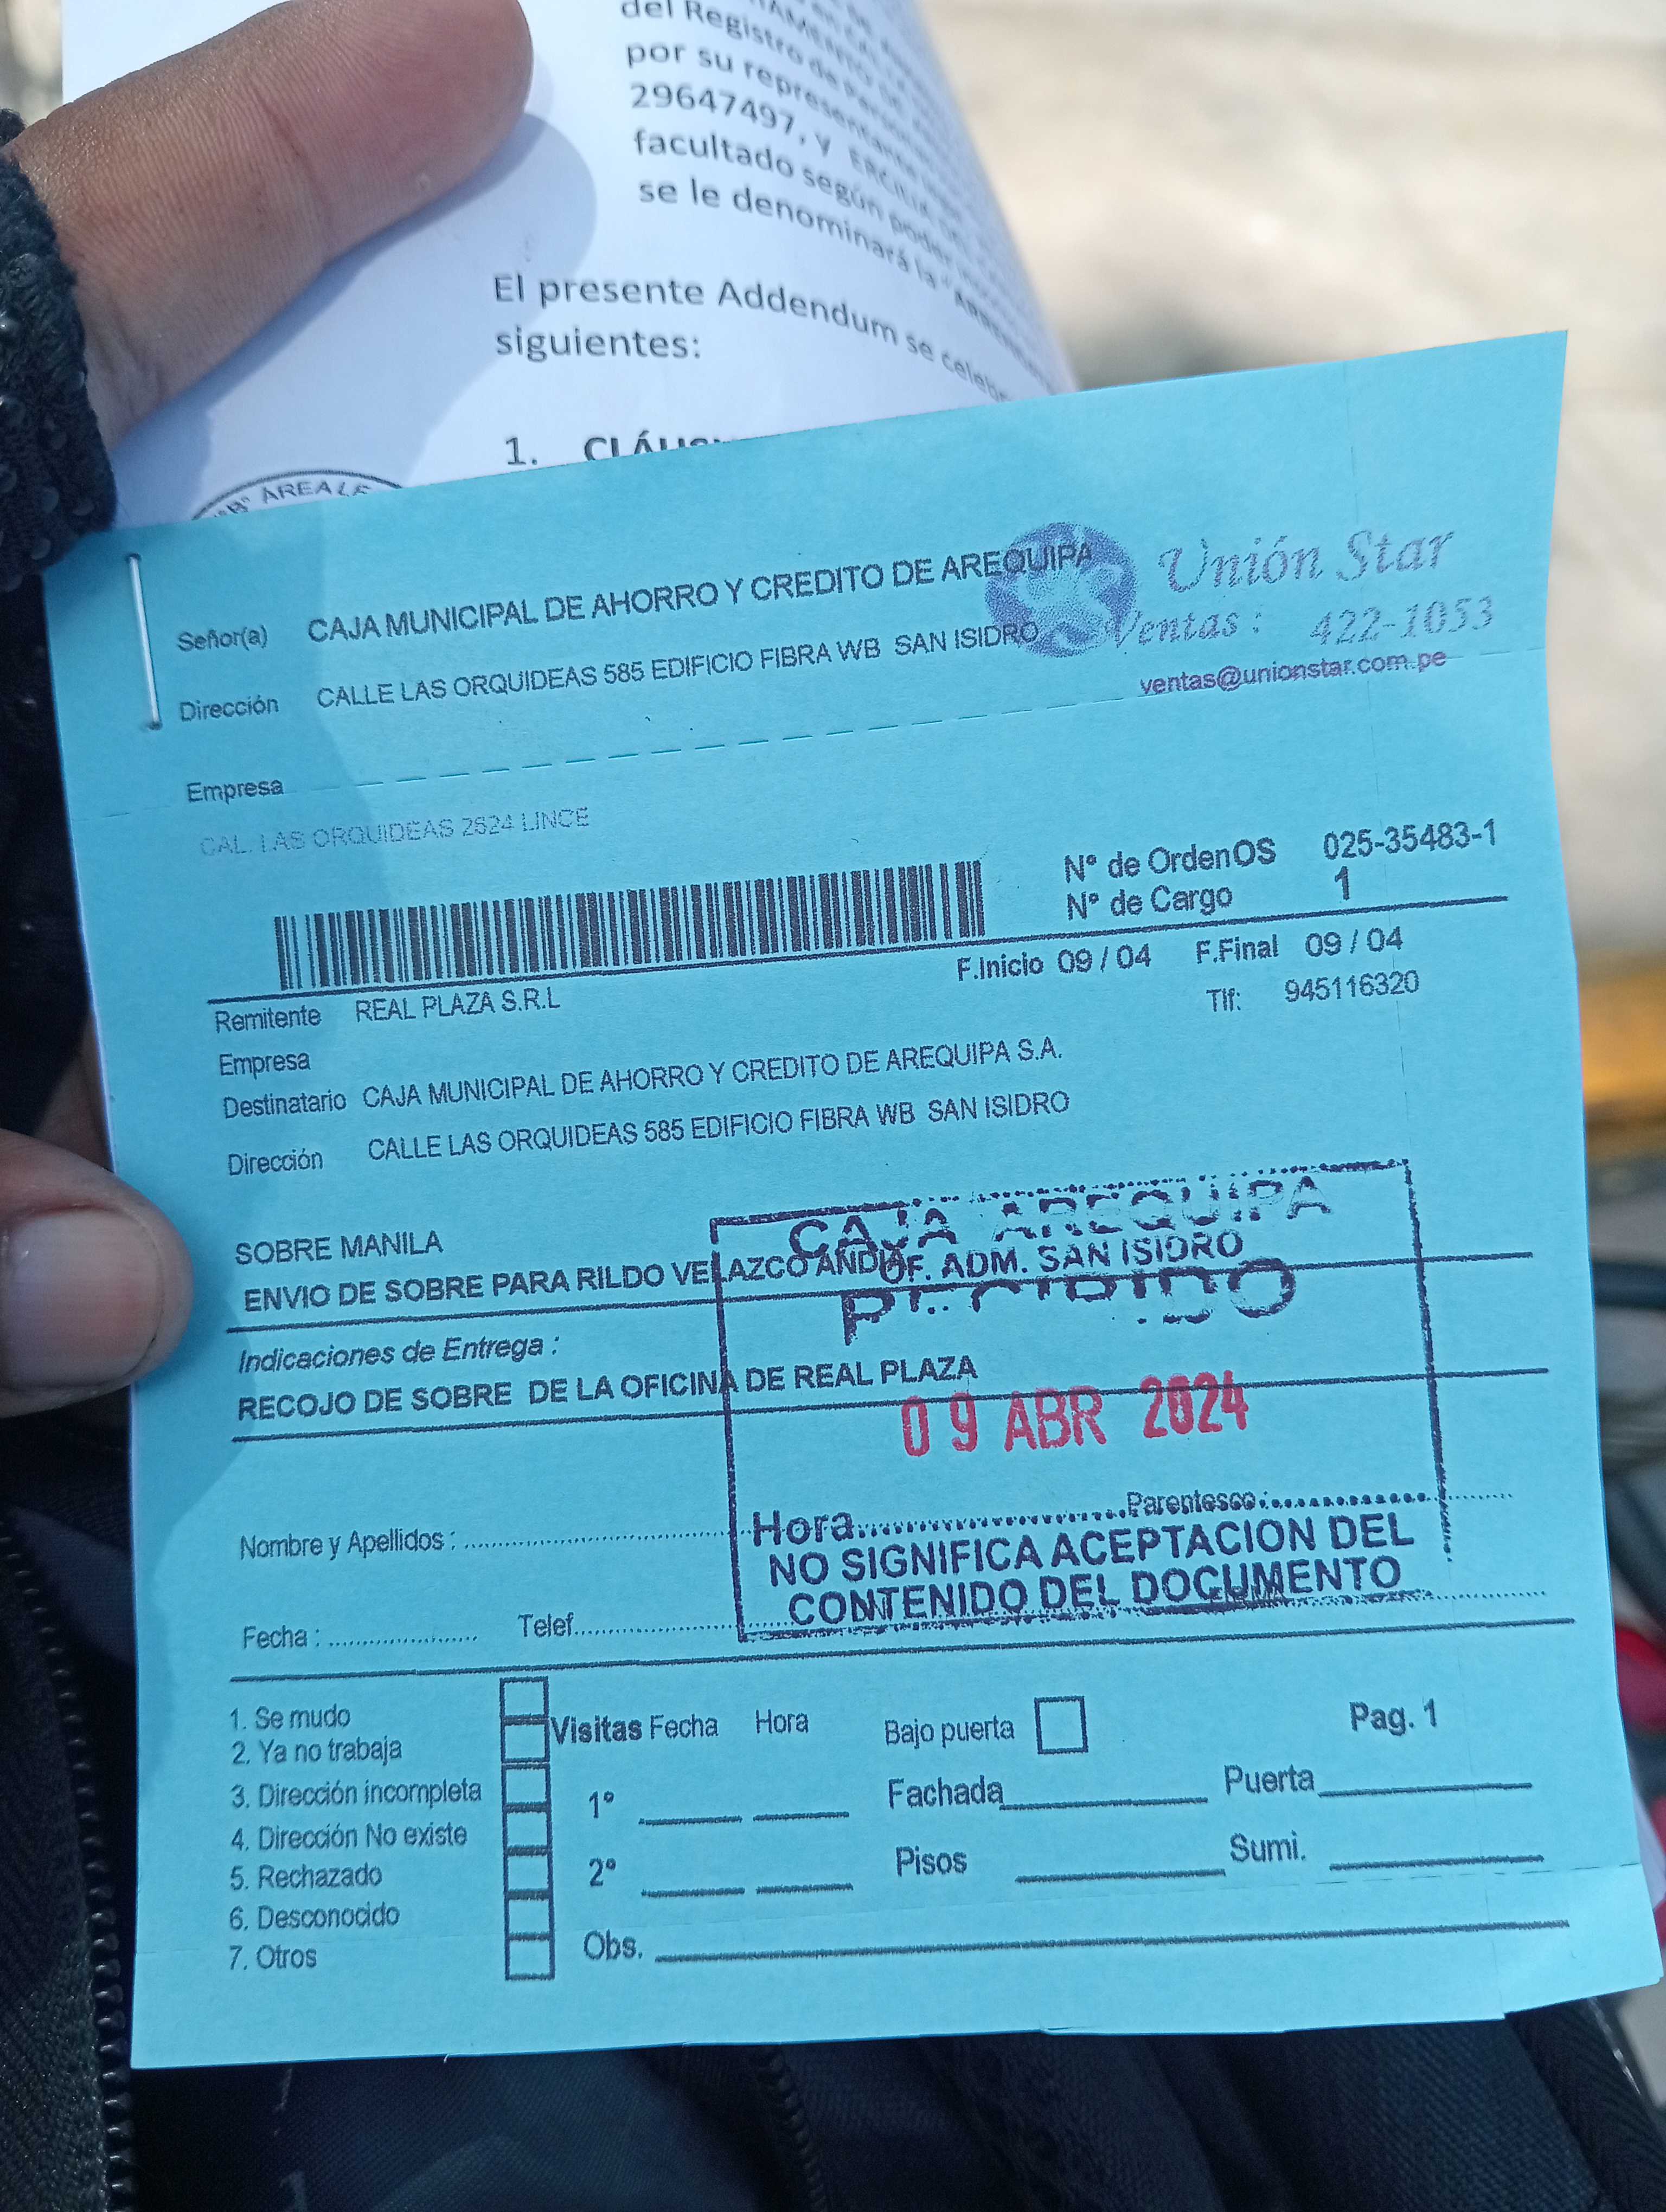 del Registro de
por su representante
29647497, y ERCILIA DEL
facultado según poder
se le denominará la "
El presente Addendum se celebr
siguientes:
1. CLÁU
AREA LE
Unión Star
Ventas : 422-1053
ventas@unionstar.com.pe
Señor(a) CAJA MUNICIPAL DE AHORRO Y CREDITO DE AREQUIPA
Dirección CALLE LAS ORQUIDEAS 585 EDIFICIO FIBRA WB SAN ISIDRO
Empresa
CAL. LAS ORQUIDEAS 2624 LINCE
N° de OrdenOS 025-35483-1
N° de Cargo 1
F.Inicio 09 / 04 F.Final 09 / 04
Remitente REAL PLAZA S.R.L Tlf: 945116320
Empresa
Destinatario CAJA MUNICIPAL DE AHORRO Y CREDITO DE AREQUIPA S.A.
Dirección CALLE LAS ORQUIDEAS 585 EDIFICIO FIBRA WB SAN ISIDRO
SOBRE MANILA
ENVIO DE SOBRE PARA RILDO VELAZCO ANDIA
Indicaciones de Entrega :
RECOJO DE SOBRE DE LA OFICINA DE REAL PLAZA
CAJA AREQUIPA
OF. ADM. SAN ISIDRO
RECIBIDO
09 ABR 2024
Hora
NO SIGNIFICA ACEPTACION DEL
CONTENIDO DEL DOCUMENTO
Nombre y Apellidos : Parentesco :
Fecha : Telef.
1. Se mudo
2. Ya no trabaja
3. Dirección incompleta
4. Dirección No existe
5. Rechazado
6. Desconocido
7. Otros
Visitas Fecha Hora
1°
2°
Obs.
Bajo puerta Pag. 1
Fachada Puerta
Pisos Sumi.